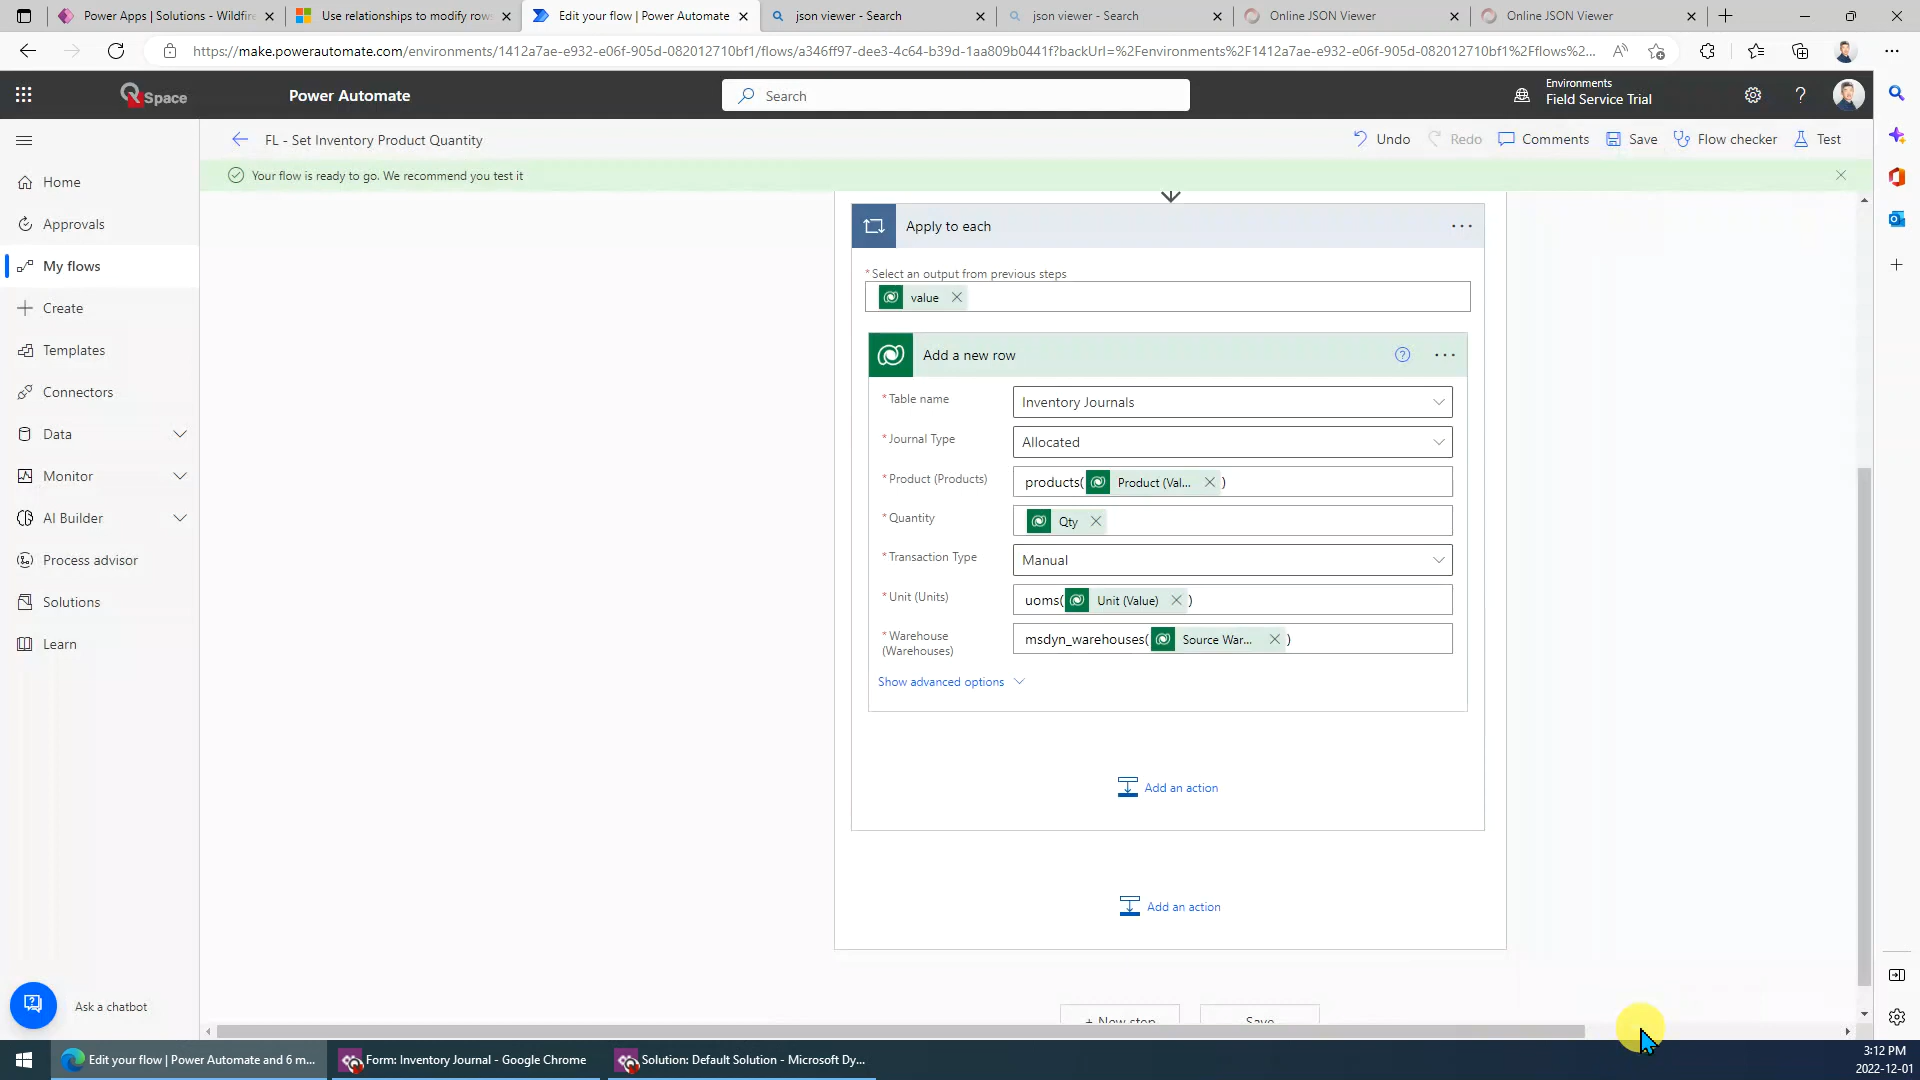 Power Apps | Solutions - Wildfire
Use relationships to modify row
Edit your flow | Power Automate
json viewer - Search
json viewer - Search
Online JSON Viewer
Online JSON Viewer
https://make.powerautomate.com/environments/1412a7ae-e932-e06f-905d-082012710bf1/flows/a346ff97-dee3-4c64-b39d-1aa809b0441f?backUrl=%2Fenvironments%2F1412a7ae-e932-e06f-905d-082012710bf1%2Fflows%2...
Space
Power Automate
Search
Environments
Field Service Trial
FL - Set Inventory Product Quantity
Undo
Redo
Comments
Save
Flow checker
Test
Your flow is ready to go. We recommend you test it
Home
Approvals
My flows
Create
Templates
Connectors
Data
Monitor
AI Builder
Process advisor
Solutions
Learn
Ask a chatbot
Apply to each
* Select an output from previous steps
value
Add a new row
* Table name
Inventory Journals
* Journal Type
Allocated
* Product (Products)
products( Product (Val... )
* Quantity
Qty
* Transaction Type
Manual
* Unit (Units)
uoms( Unit (Value) )
* Warehouse (Warehouses)
msdyn_warehouses( Source War... )
Show advanced options
Add an action
Add an action
+ New step
Save
Edit your flow | Power Automate and 6 m...
Form: Inventory Journal - Google Chrome
Solution: Default Solution - Microsoft Dy...
3:12 PM
2022-12-01